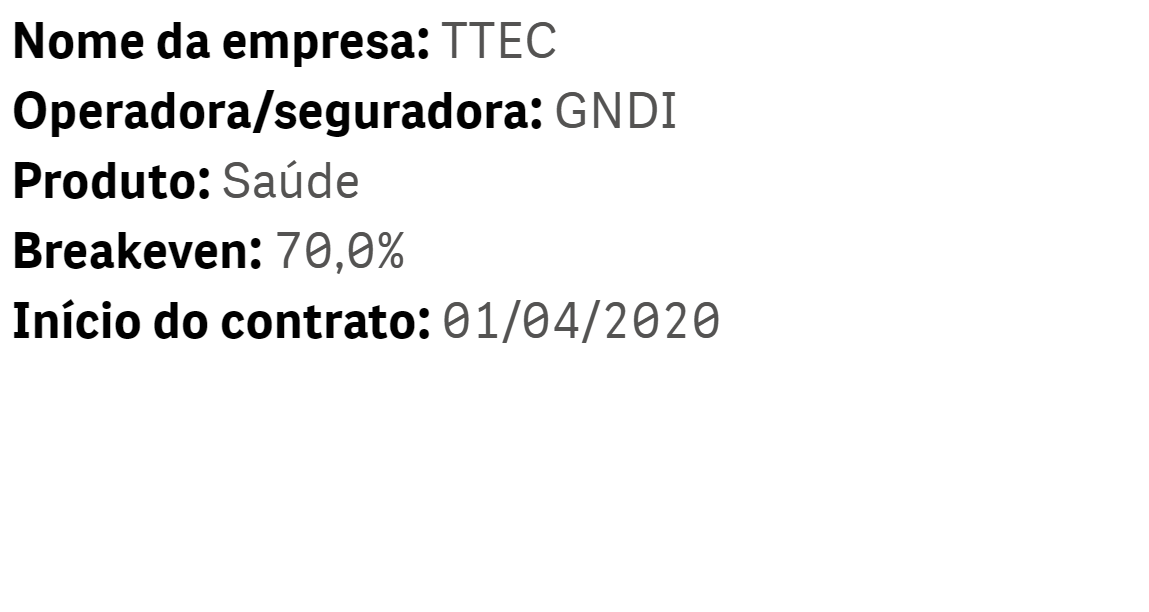 Nome da empresa: TTEC
Operadora/seguradora: GNDI
Produto: Saúde
Breakeven: 70,0%
Início do contrato: 01/04/2020